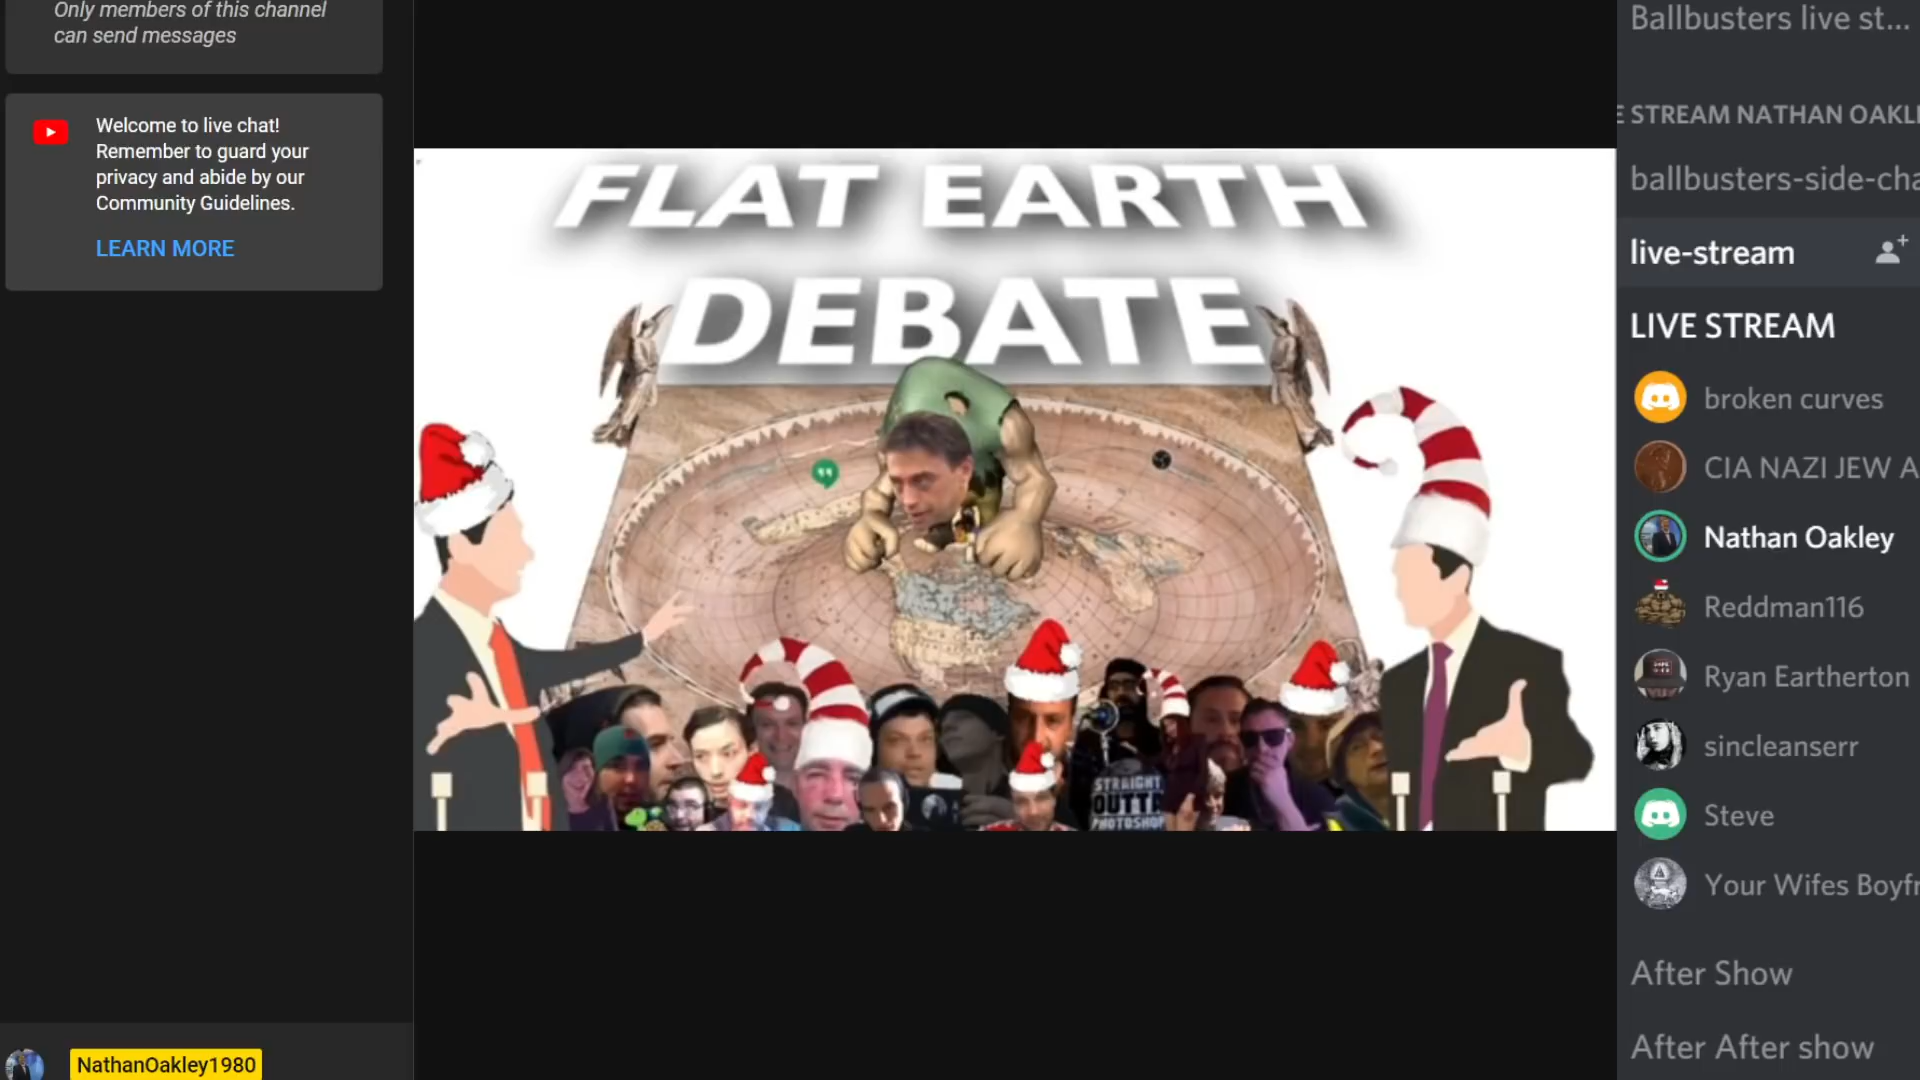 Only members of this channel
can send messages
Welcome to live chat!
Remember to guard your
privacy and abide by our
Community Guidelines.
LEARN MORE
NathanOakley1980
FLAT EARTH
DEBATE
STRAIGHT
OUTTA
PHOTOSHOP
Ballbusters live st...
E STREAM NATHAN OAKL
ballbusters-side-cha
live-stream
LIVE STREAM
broken curves
CIA NAZI JEW A
Nathan Oakley
Reddman116
Ryan Eartherton
sincleanserr
Steve
Your Wifes Boyfr
After Show
After After show